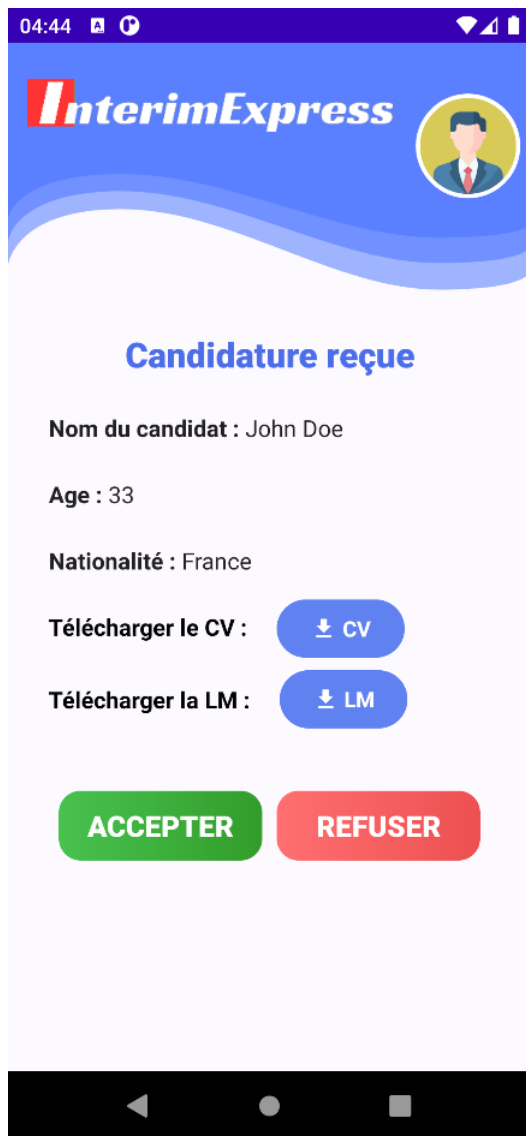 04:44
InterimExpress
Candidature reçue
Nom du candidat : John Doe
Age : 33
Nationalité : France
Télécharger le CV : CV
Télécharger la LM : LM
ACCEPTER REFUSER